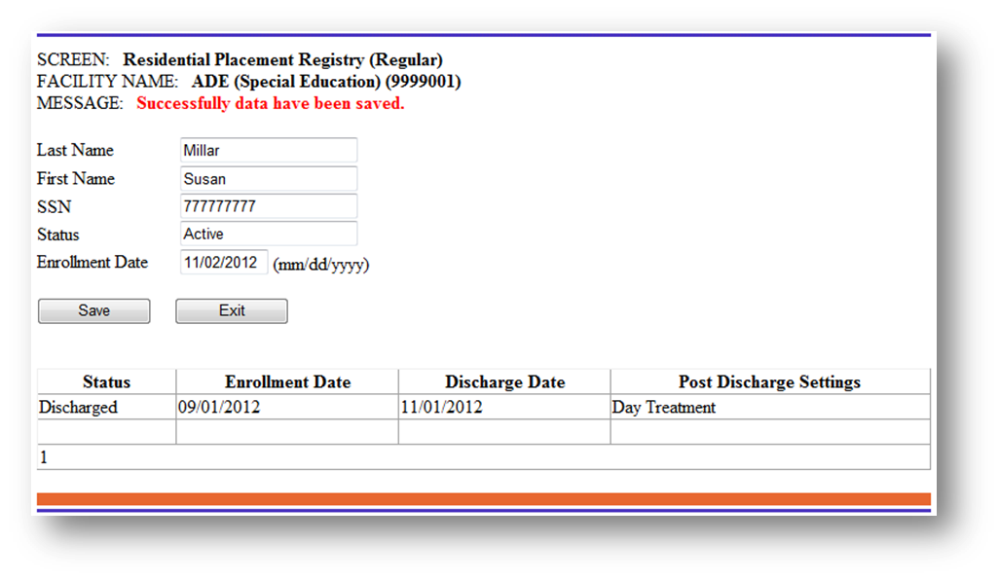 SCREEN: Residential Placement Registry (Regular)
FACILITY NAME: ADE (Special Education) (9999001)
MESSAGE: Successfully data have been saved.
Last Name Millar
First Name Susan
SSN 777777777
Status Active
Enrollment Date 11/02/2012 (mm/dd/yyyy)
Save Exit
Status Enrollment Date Discharge Date Post Discharge Settings
Discharged 09/01/2012 11/01/2012 Day Treatment
1